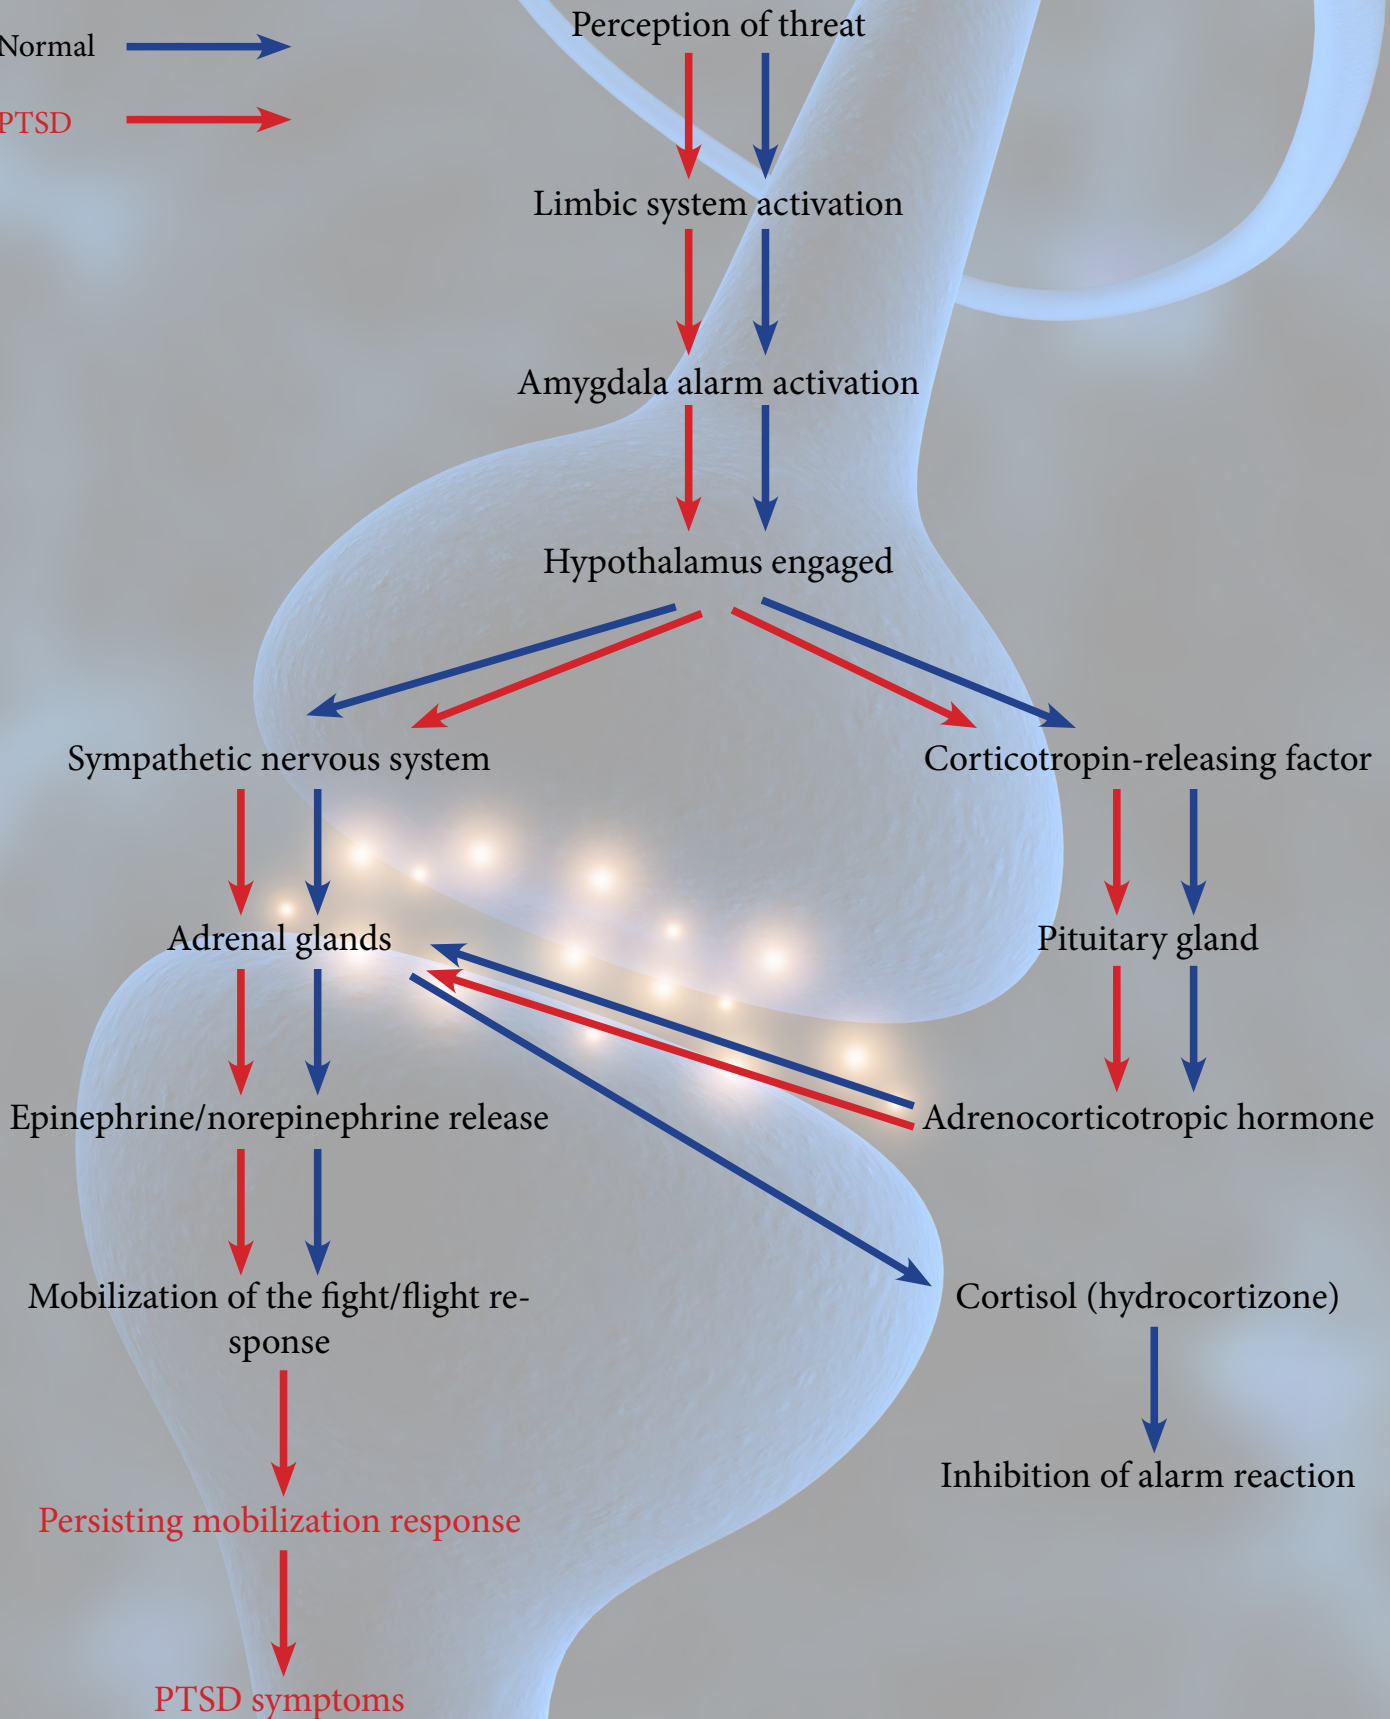 Perception of threat
Normal
PTSD
Limbic system activation
Amygdala alarm activation
Hypothalamus engaged
Sympathetic nervous system
Corticotropin-releasing factor
Adrenal glands
Pituitary gland
Epinephrine/norepinephrine release
Adrenocorticotropic hormone
Mobilization of the fight/flight re-
sponse
Cortisol (hydrocortizone)
Inhibition of alarm reaction
Persisting mobilization response
PTSD symptoms